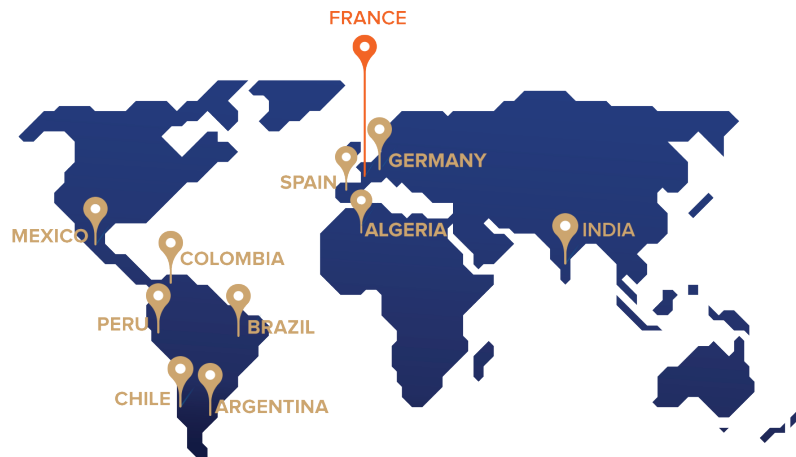 FRANCE
GERMANY
SPAIN
MEXICO
ALGERIA
INDIA
COLOMBIA
PERU
BRAZIL
CHILE
ARGENTINA